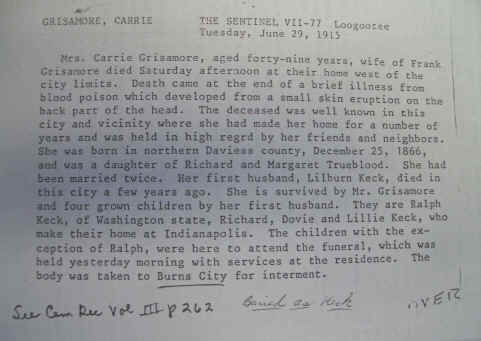 GRISAMORE, CARRIE THE SENTINEL VII-77 Loogootee
Tuesday, June 29, 1915
Mrs. Carrie Grisamore, aged forty-nine years, wife of Frank
Grisamore died Saturday afternoon at their home west of the
city limits. Death came at the end of a brief illness from
blood poison which developed from a small skin eruption on the
back part of the head. The deceased was well known in this
city and vicinity where she had made her home for a number of
years and was held in high regrd by her friends and neighbors.
She was born in northern Daviess county, December 25, 1866,
and was a daughter of Richard and Margaret Trueblood. She had
been married twice. Her first husband, Lilburn Keck, died in
this city a few years ago. She is survived by Mr. Grisamore
and four grown children by her first husband. They are Ralph
Keck, of Washington state, Richard, Dovie and Lillie Keck, who
make their home at Indianapolis. The children with the ex-
ception of Ralph, were here to attend the funeral, which was
held yesterday morning with services at the residence. The
body was taken to Burns City for interment.
See Cem Rec Vol III p 262 Buried as Keck OVER